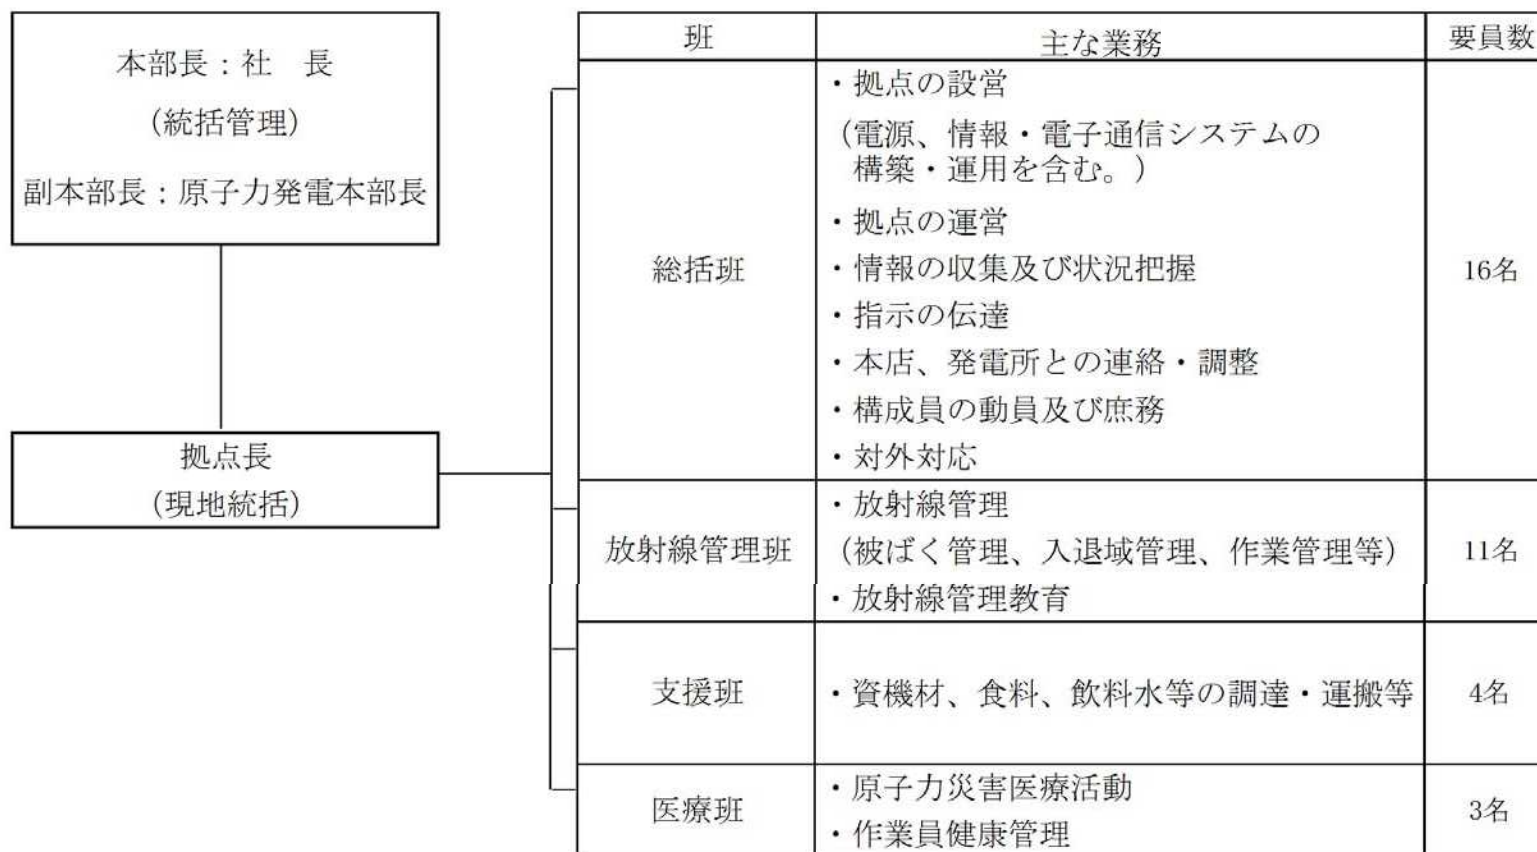 本部長：社　長
（統括管理）
副本部長：原子力発電本部長
拠点長
（現地統括）
班
主な業務
要員数
総括班
・拠点の設営
（電源、情報・電子通信システムの
構築・運用を含む。）
・拠点の運営
・情報の収集及び状況把握
・指示の伝達
・本店、発電所との連絡・調整
・構成員の動員及び庶務
・対外対応
16名
放射線管理班
・放射線管理
（被ばく管理、入退域管理、作業管理等）
・放射線管理教育
11名
支援班
・資機材、食料、飲料水等の調達・運搬等
4名
医療班
・原子力災害医療活動
・作業員健康管理
3名